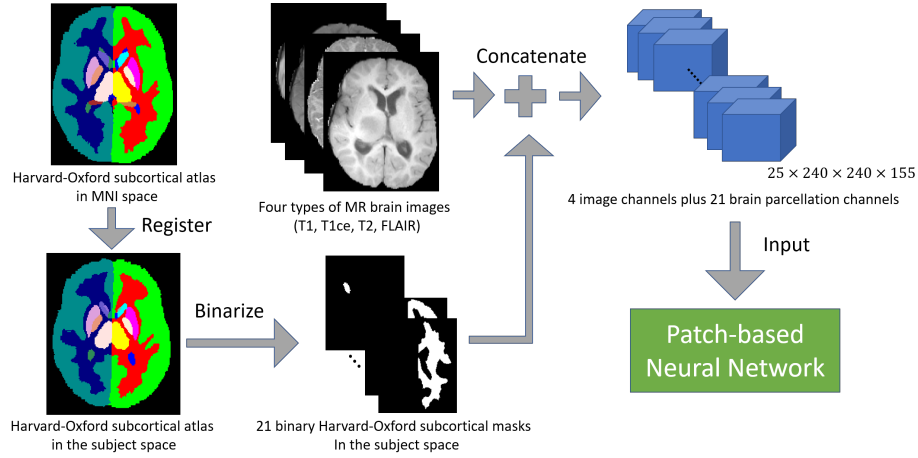 Harvard-Oxford subcortical atlas
in MNI space
Register
Harvard-Oxford subcortical atlas
in the subject space
Binarize
Four types of MR brain images
(T1, T1ce, T2, FLAIR)
21 binary Harvard-Oxford subcortical masks
In the subject space
Concatenate
25 × 240 × 240 × 155
4 image channels plus 21 brain parcellation channels
Input
Patch-based
Neural Network